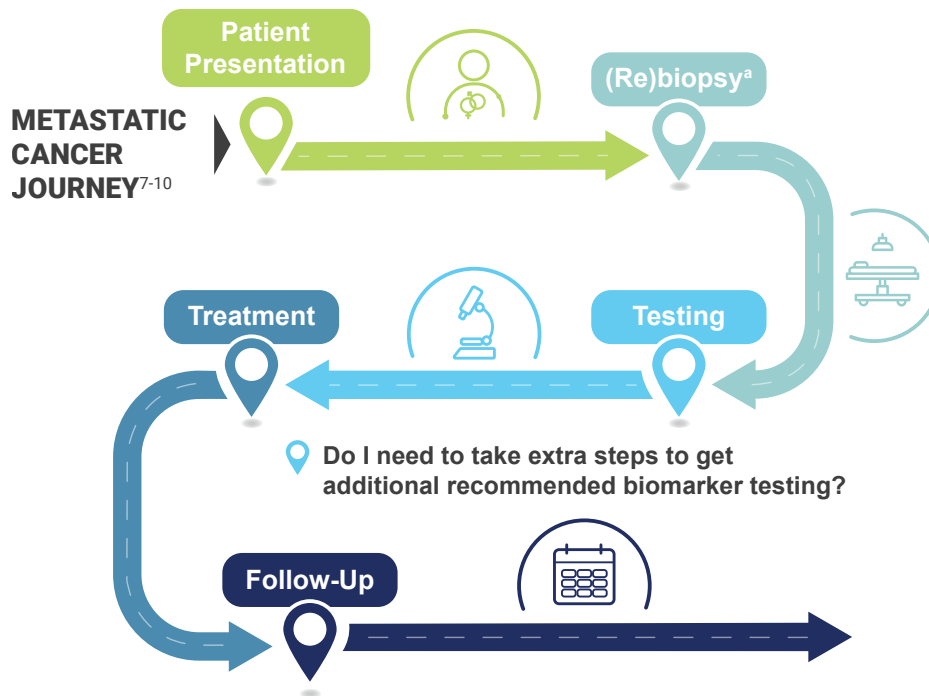 Patient
Presentation
(Re)biopsyᵃ
METASTATIC
CANCER
JOURNEY⁷⁻¹⁰
Treatment
Testing
Do I need to take extra steps to get
additional recommended biomarker testing?
Follow-Up